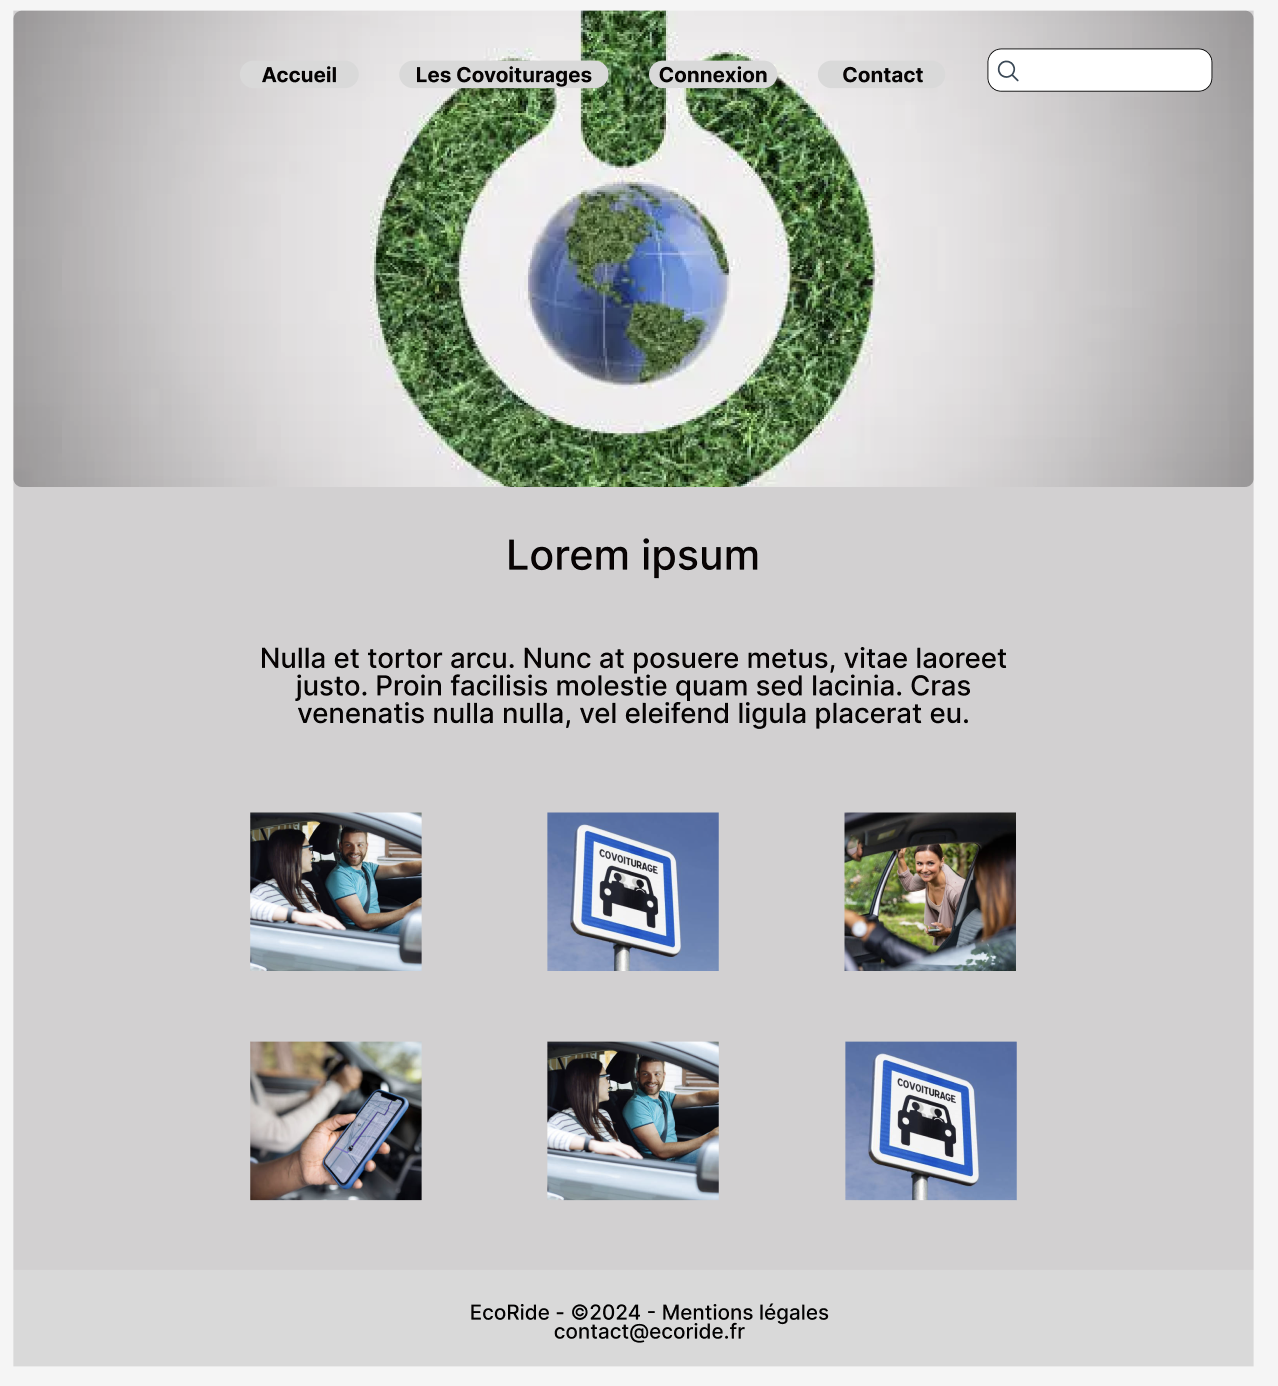 Accueil
Les Covoiturages
Connexion
Contact
Lorem ipsum
Nulla et tortor arcu. Nunc at posuere metus, vitae laoreet
justo. Proin facilisis molestie quam sed lacinia. Cras
venenatis nulla nulla, vel eleifend ligula placerat eu.
COVOITURAGE
COVOITURAGE
EcoRide - ©2024 - Mentions légales
contact@ecoride.fr